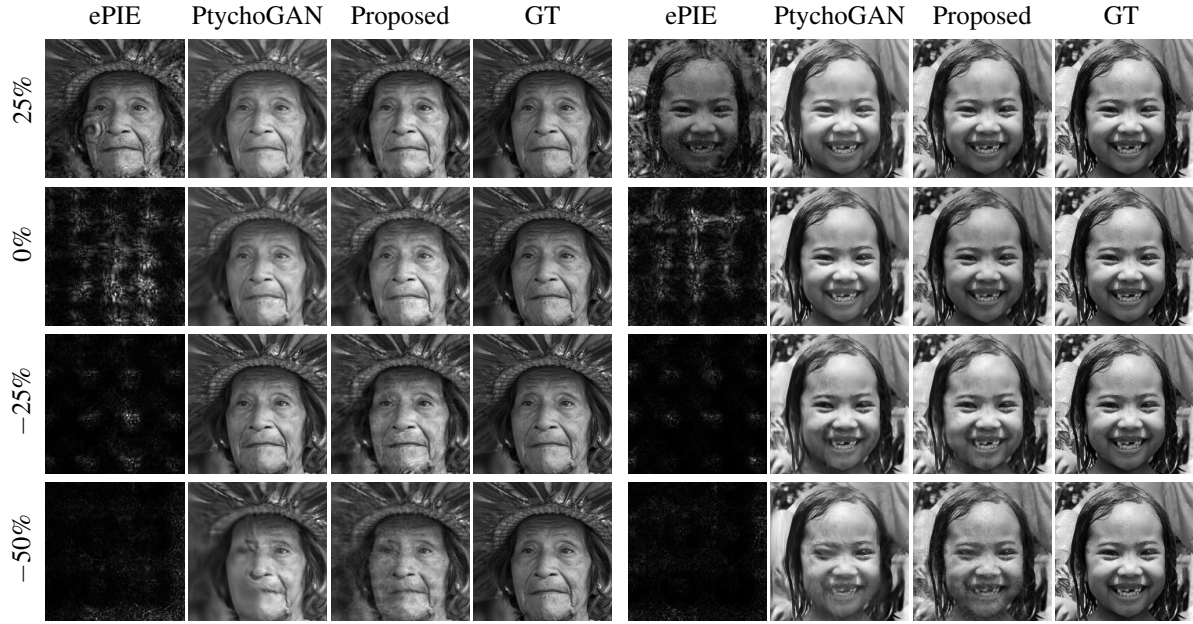 ePIE PtychoGAN Proposed GT ePIE PtychoGAN Proposed GT
25%
0%
−25%
−50%